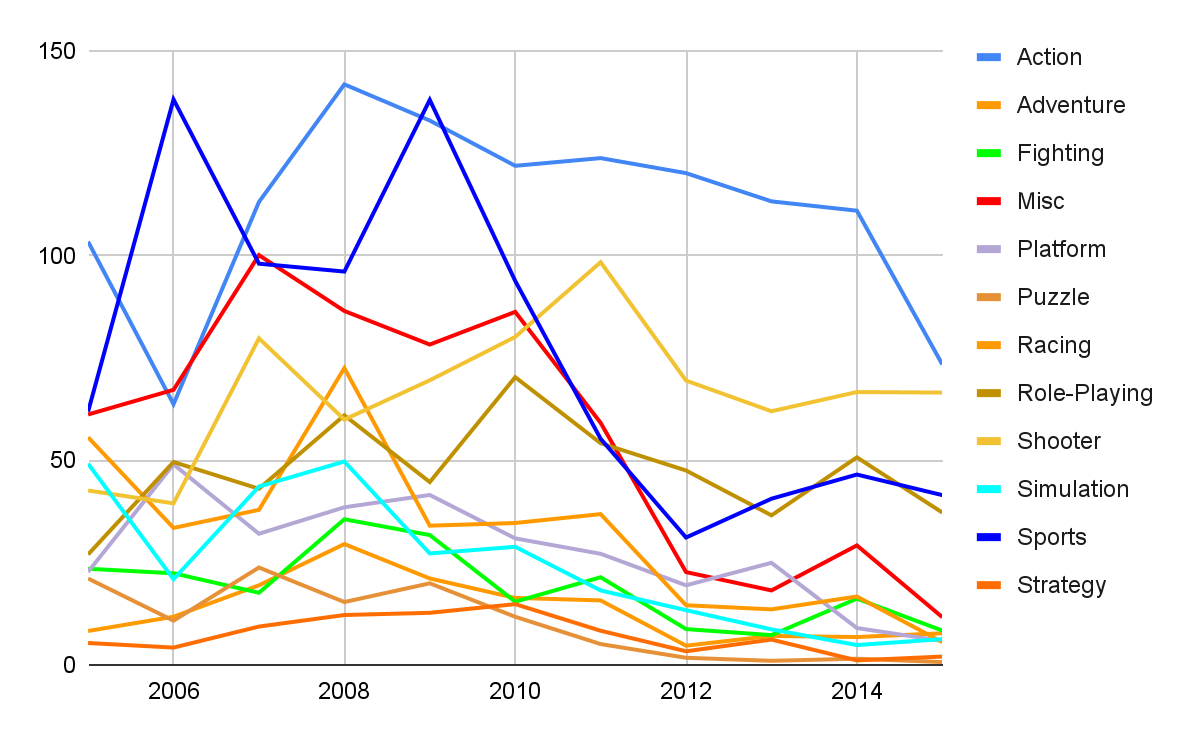 150
100
50
0
2006
2008
2010
2012
2014
Action
Adventure
Fighting
Misc
Platform
Puzzle
Racing
Role-Playing
Shooter
Simulation
Sports
Strategy